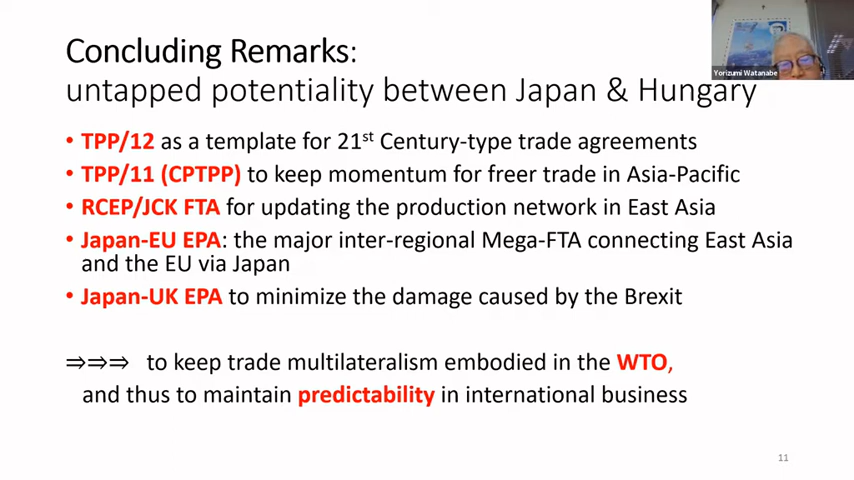 Concluding Remarks:
untapped potentiality between Japan & Hungary
Yorizumi Watanabe
• TPP/12 as a template for 21st Century-type trade agreements
• TPP/11 (CPTPP) to keep momentum for freer trade in Asia-Pacific
• RCEP/JCK FTA for updating the production network in East Asia
• Japan-EU EPA: the major inter-regional Mega-FTA connecting East Asia
and the EU via Japan
• Japan-UK EPA to minimize the damage caused by the Brexit
⇒⇒⇒ to keep trade multilateralism embodied in the WTO,
and thus to maintain predictability in international business
11